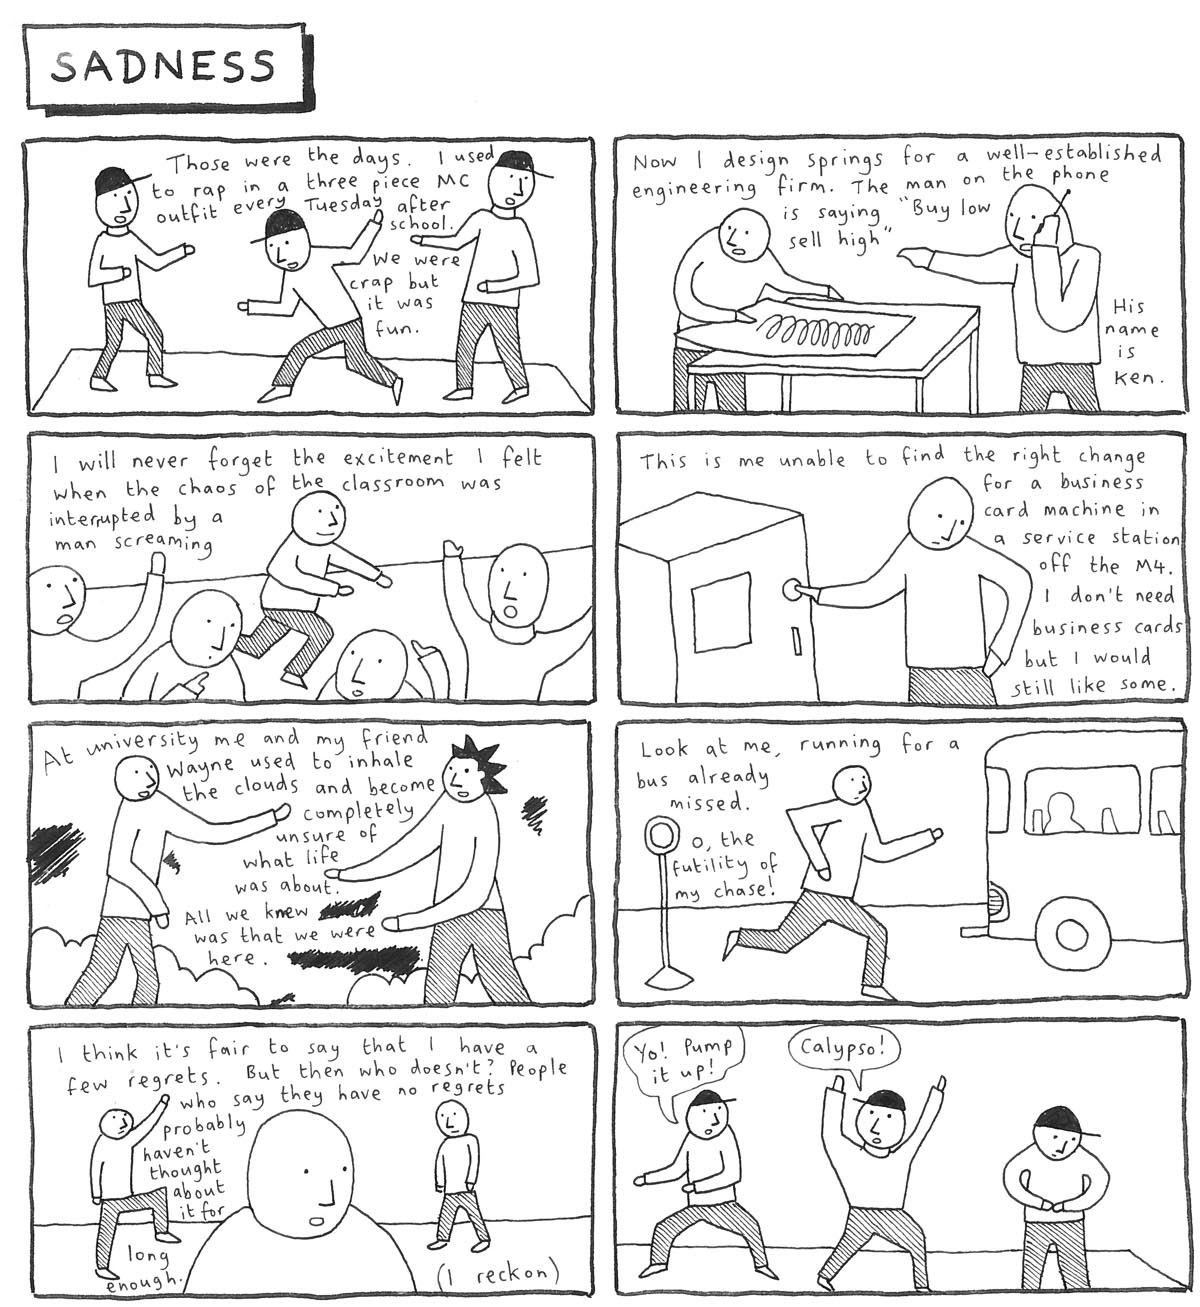 SADNESS
Those were the days. I used
to rap in a three piece MC
outfit every Tuesday after
school.
We were
crap but
it was
fun.
Now I design springs for a well-established
engineering firm. The man on the phone
is saying "Buy low
sell high"
His
name
is
Ken.
I will never forget the excitement I felt
when the chaos of the classroom was
interrupted by a
man screaming
This is me unable to find the right change
for a business
card machine in
a service station
off the M4.
I don't need
business cards
but I would
still like some.
At university me and my friend
Wayne used to inhale
the clouds and become
completely
unsure of
what life
was about.
All we knew
was that we were
here.
Look at me, running for a
bus already
missed.
O, the
futility of
my chase!
I think it's fair to say that I have a
few regrets. But then who doesn't? People
who say they have no regrets
probably
haven't
thought
about
it for
long
enough.
(I reckon)
Yo! Pump
it up!
Calypso!